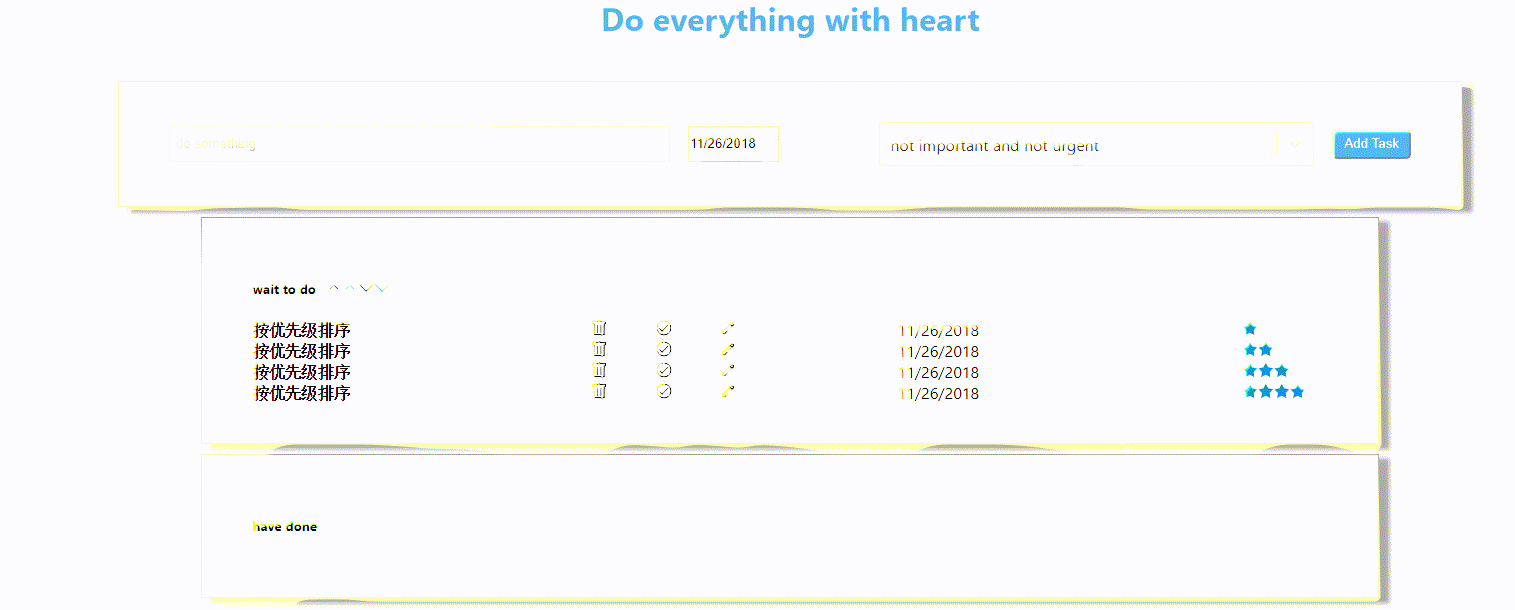 Do everything with heart
do something 11/26/2018 not important and not urgent Add Task
wait to do
按优先级排序 11/26/2018
按优先级排序 11/26/2018
按优先级排序 11/26/2018
按优先级排序 11/26/2018
have done